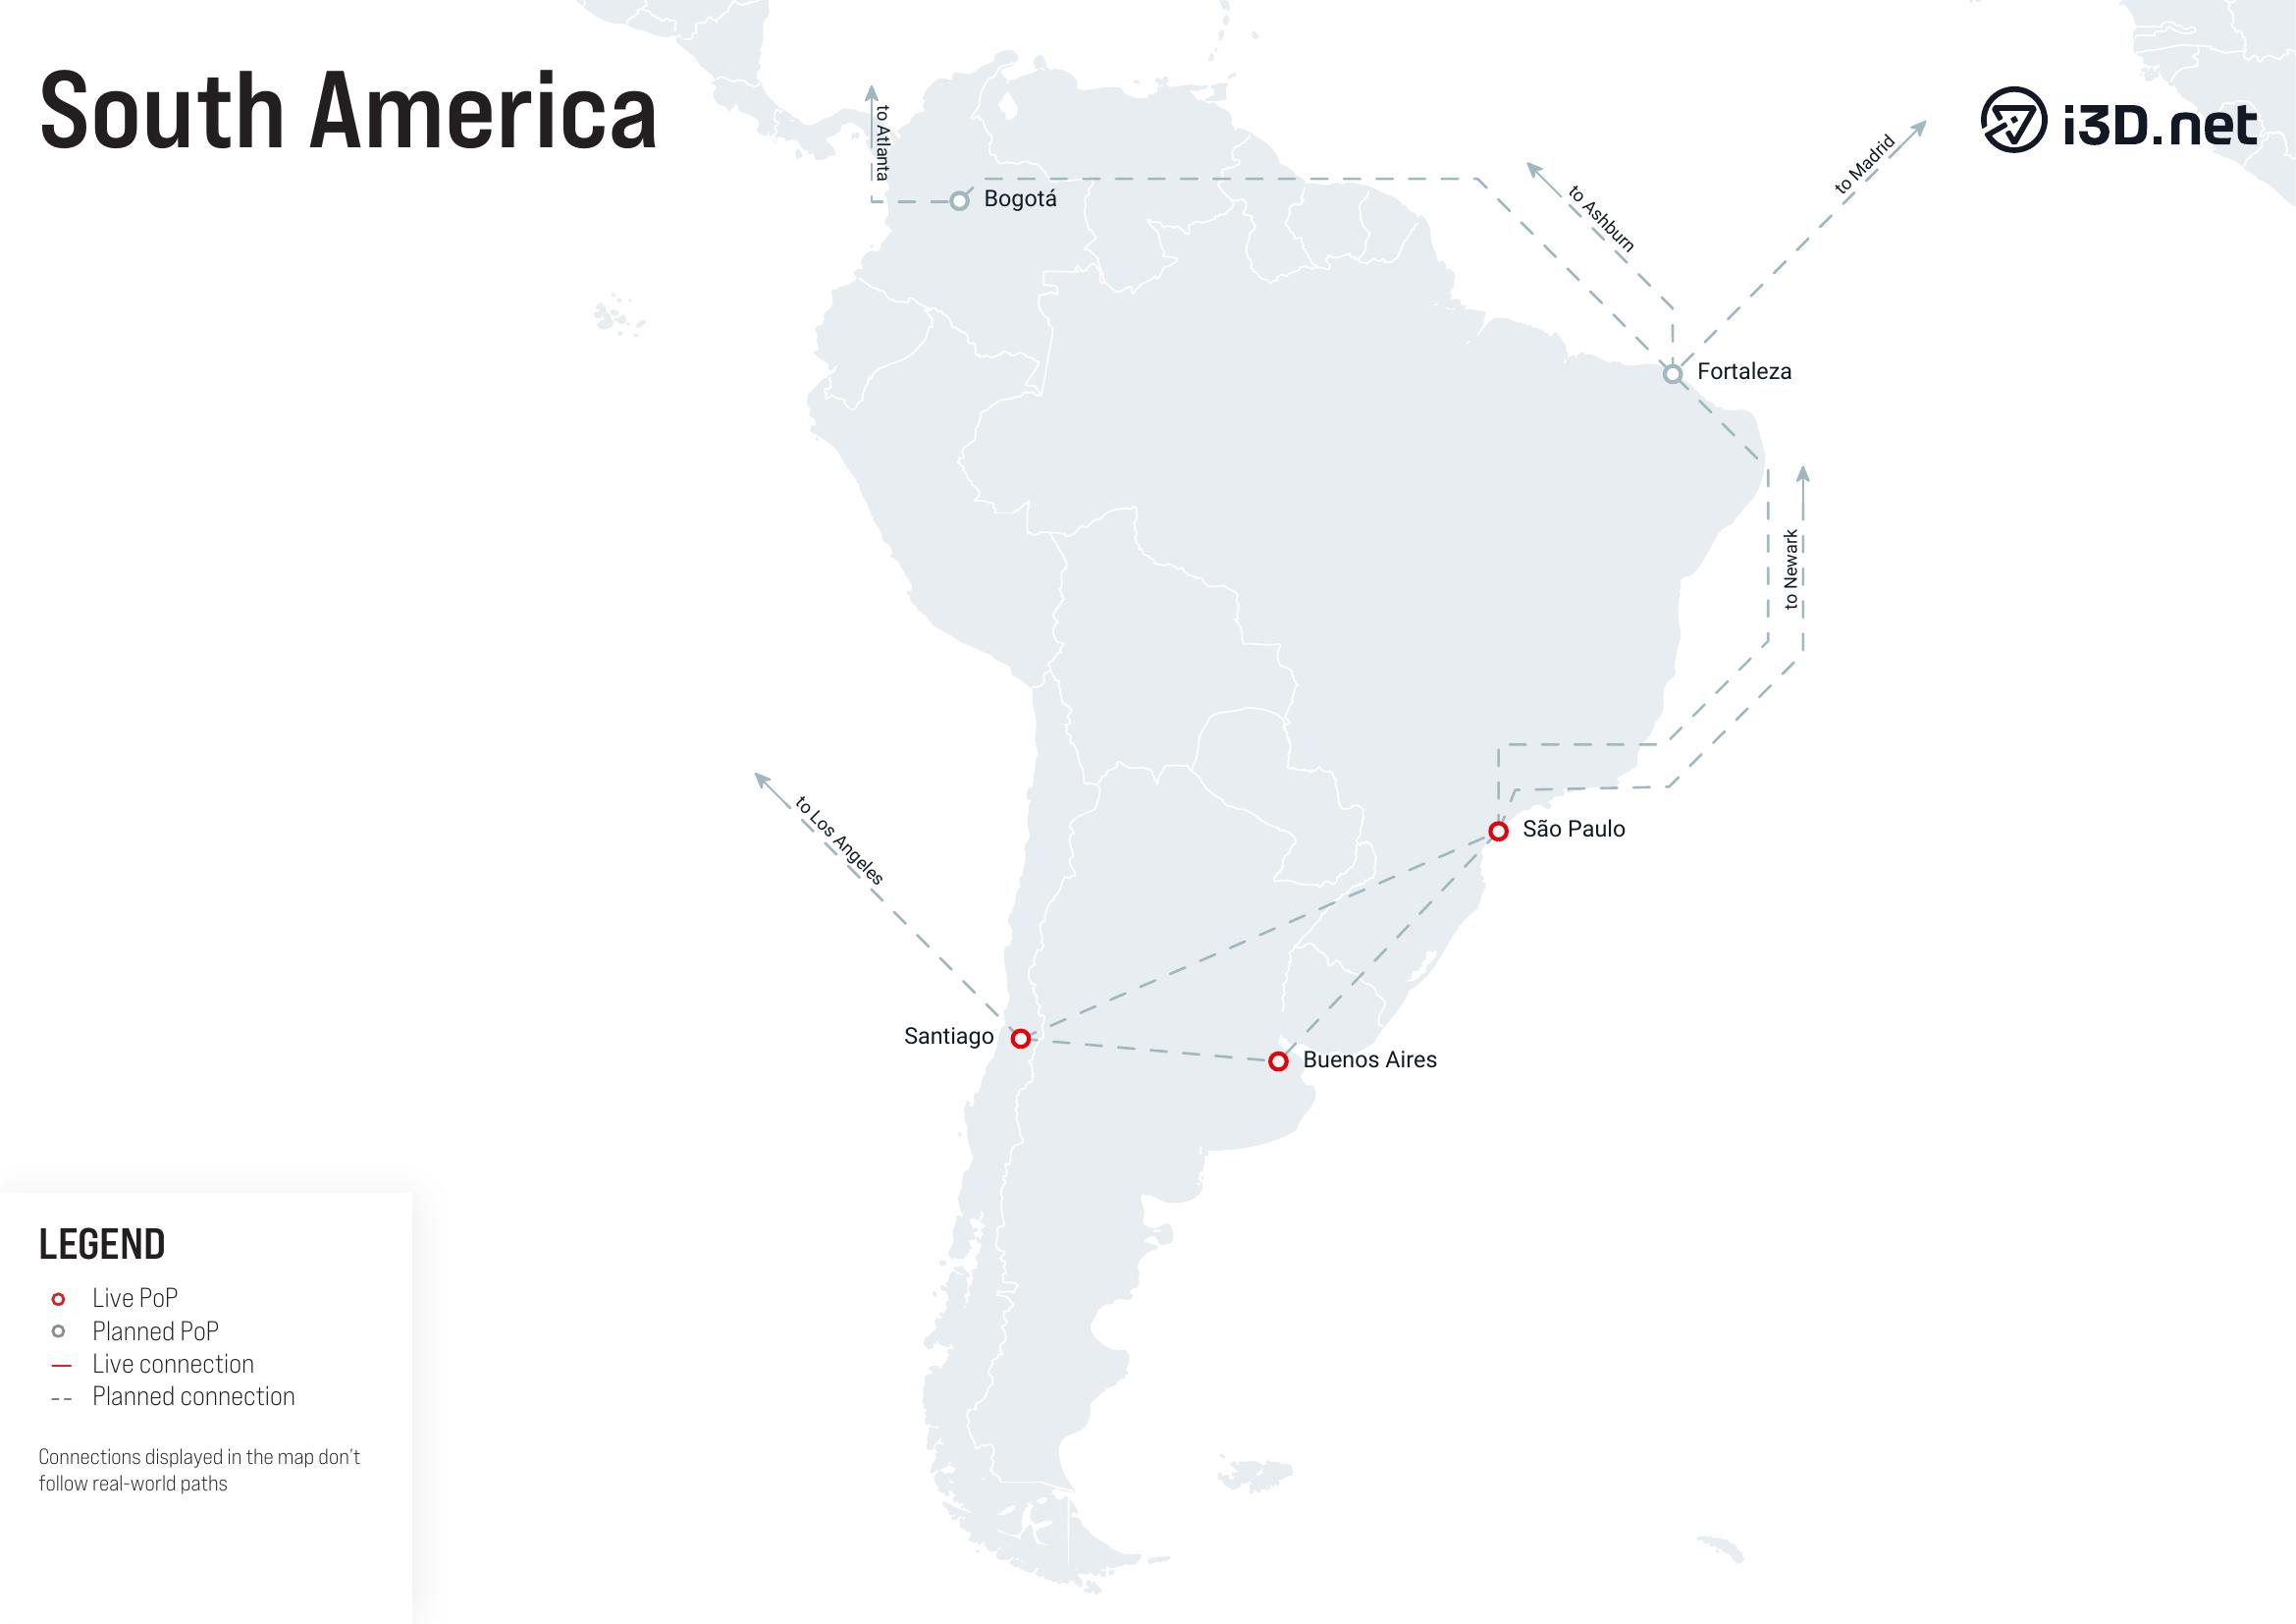 South America
i3D.net
to Atlanta
to Madrid
to Ashburn
Bogotá
Fortaleza
to Newark
to Los Angeles
São Paulo
Santiago
Buenos Aires
LEGEND
Live PoP
Planned PoP
Live connection
Planned connection
Connections displayed in the map don't
follow real-world paths